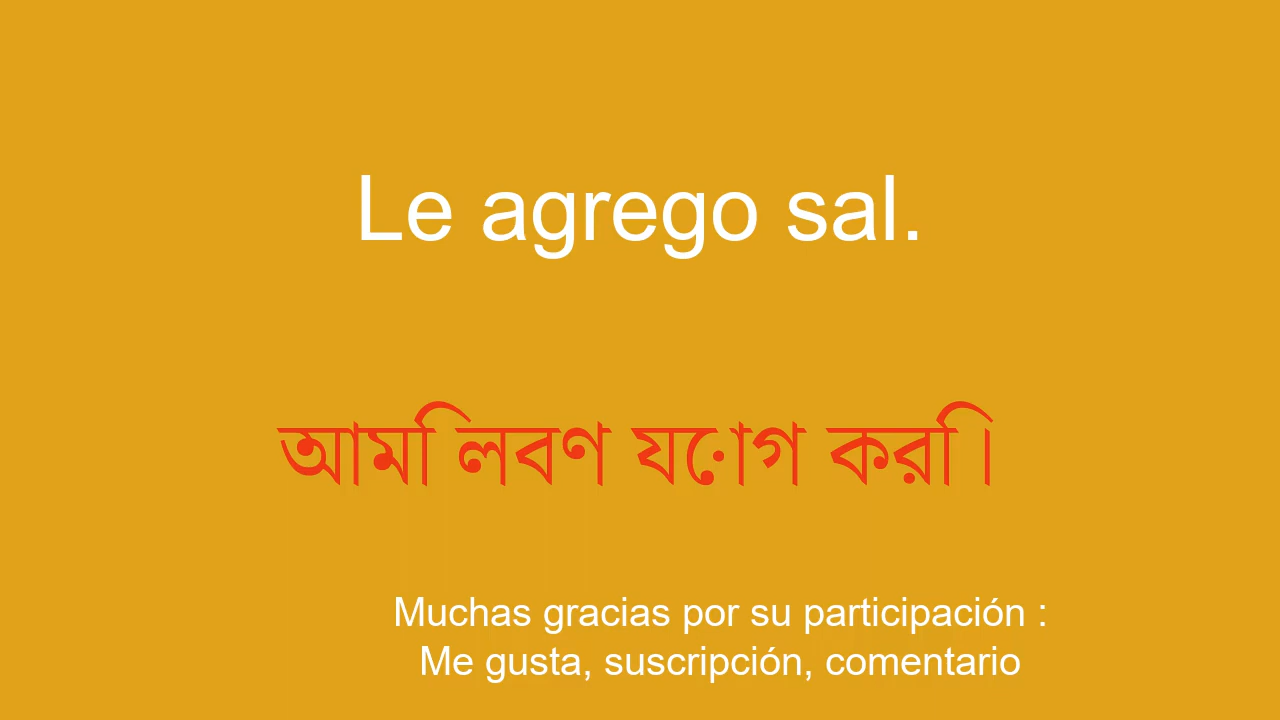 Le agrego sal.
আমি লবণ যোগ করি।
Muchas gracias por su participación :
Me gusta, suscripción, comentario